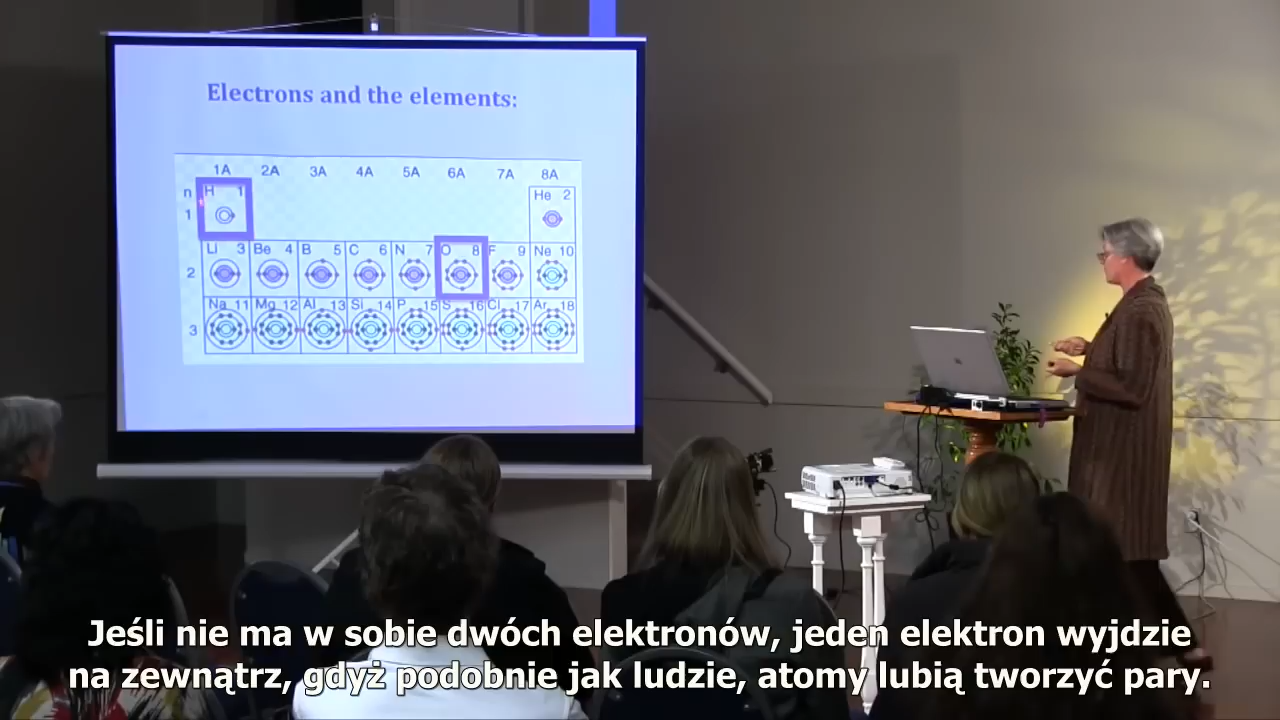 Electrons and the elements:
1A 2A 3A 4A 5A 6A 7A 8A
n H 1 He 2
1
Li 3 Be 4 B 5 C 6 N 7 O 8 F 9 Ne 10
2
Na 11 Mg 12 Al 13 Si 14 P 15 S 16 Cl 17 Ar 18
3
Jeśli nie ma w sobie dwóch elektronów, jeden elektron wyjdzie
na zewnątrz, gdyż podobnie jak ludzie, atomy lubią tworzyć pary.